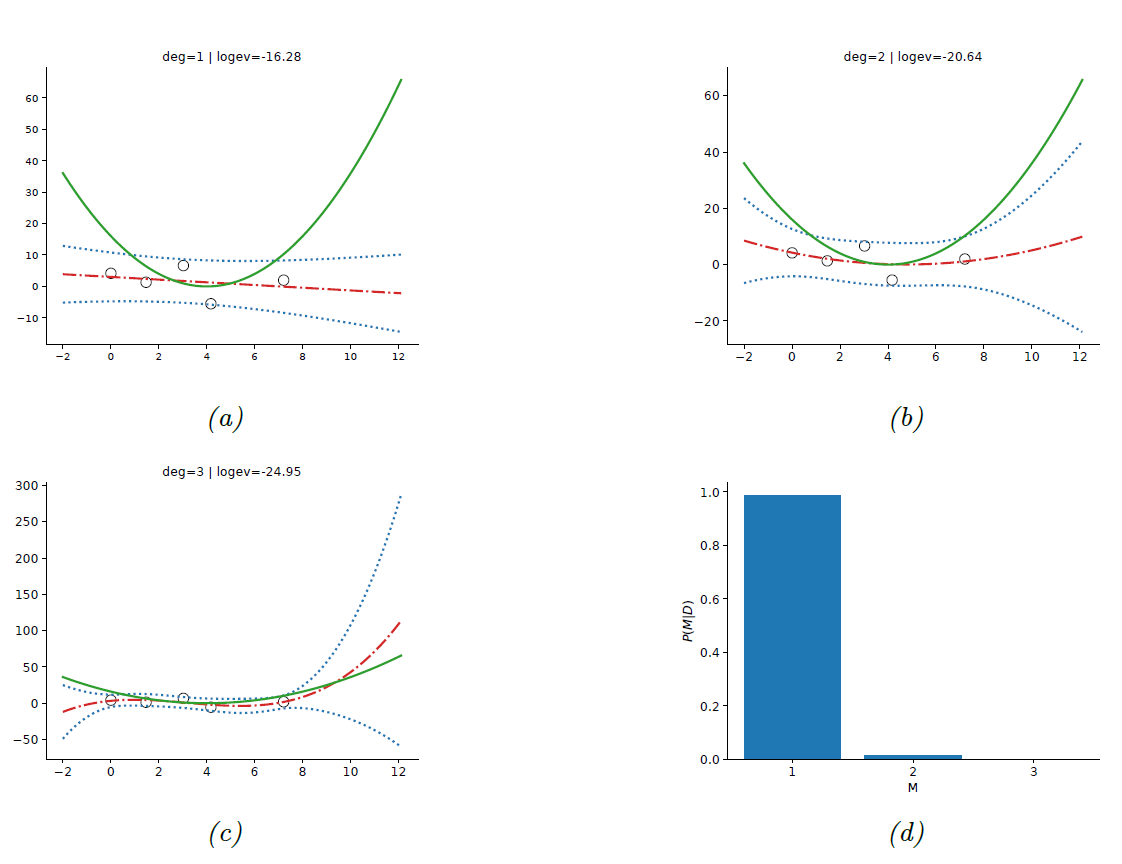 deg=1 | logev=-16.28
60
50
40
30
20
10
0
−10
−2 0 2 4 6 8 10 12
(a)
deg=2 | logev=-20.64
60
40
20
0
−20
−2 0 2 4 6 8 10 12
(b)
deg=3 | logev=-24.95
300
250
200
150
100
50
0
−50
−2 0 2 4 6 8 10 12
(c)
1.0
0.8
0.6
0.4
0.2
0.0
P(M|D)
1 2 3
M
(d)